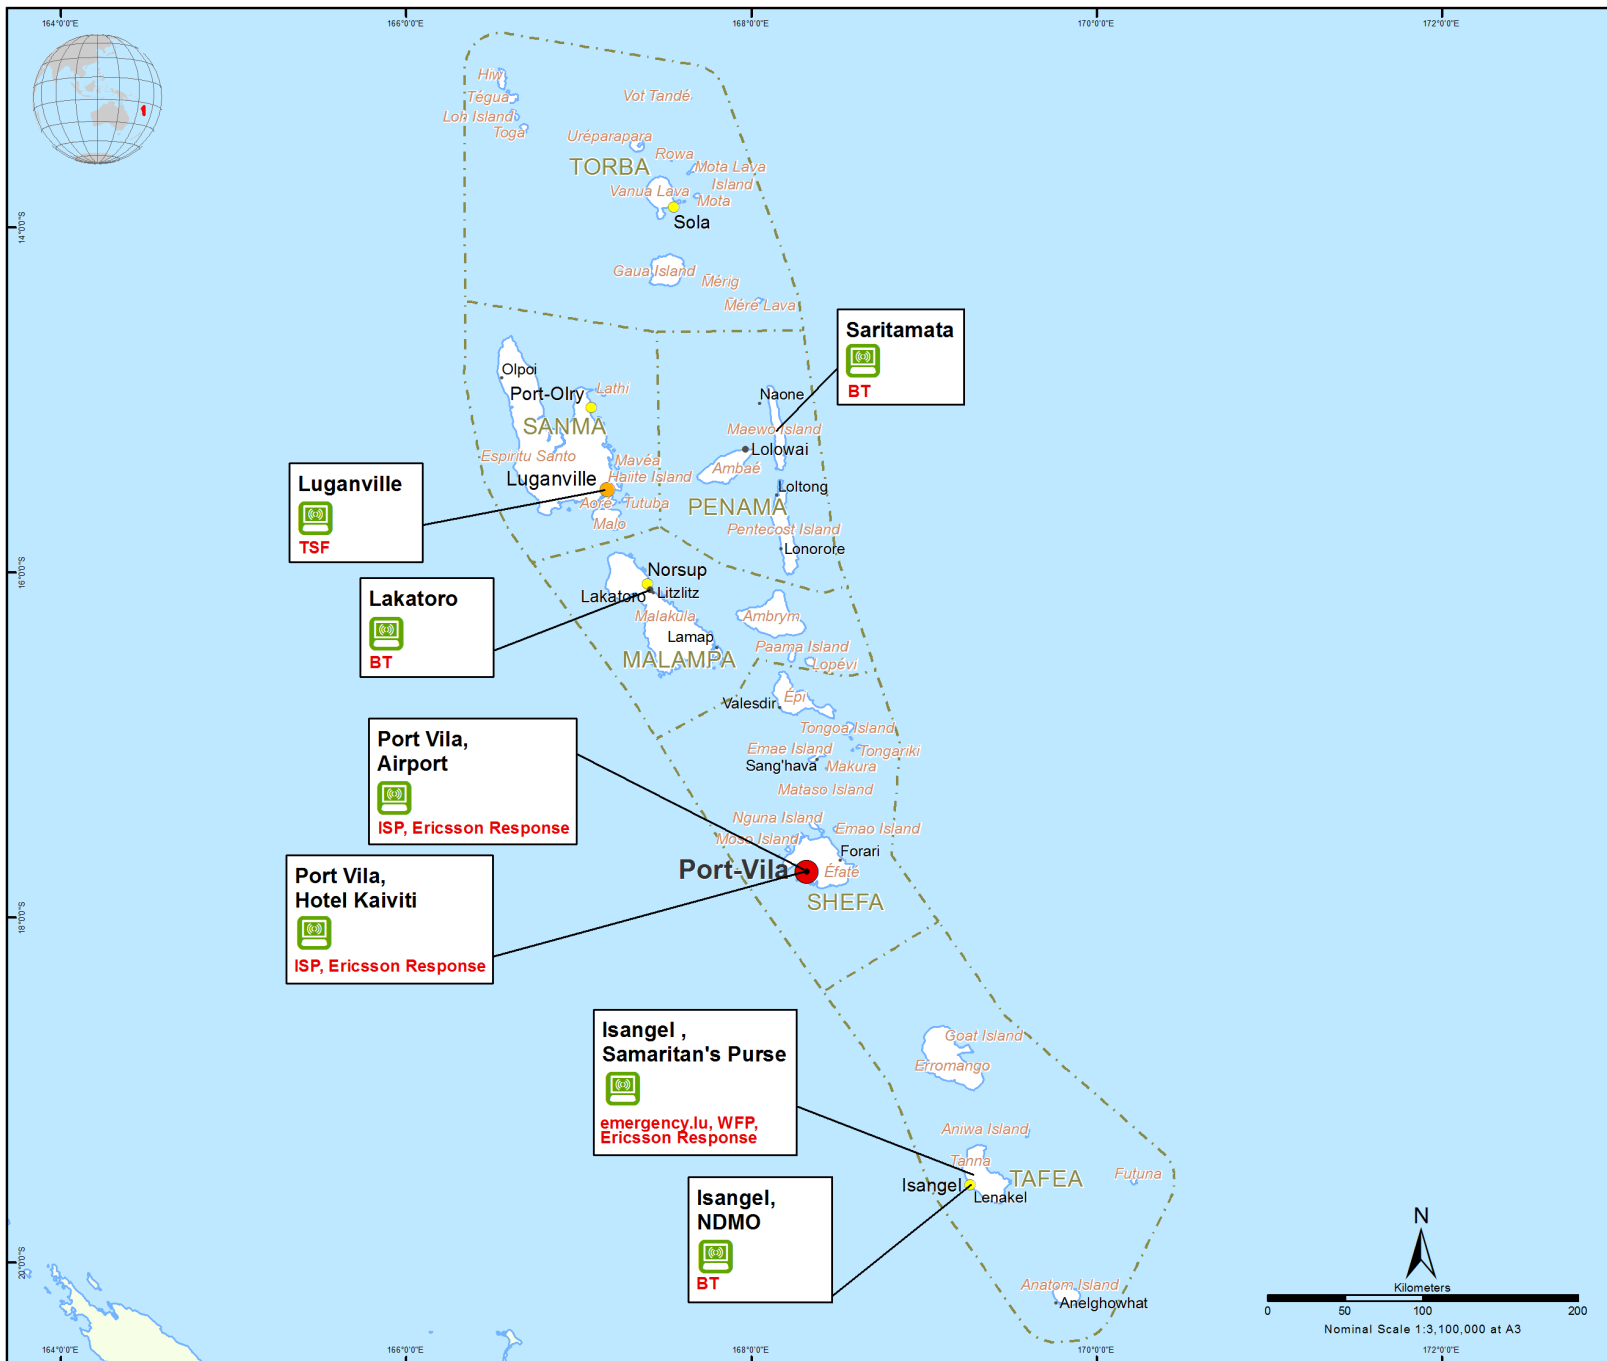 164°0'0"E
166°0'0"E
168°0'0"E
170°0'0"E
172°0'0"E
Hiw
Tégua
Loh Island
Toga
Vot Tandé
Uréparapara
Rowa
TORBA
Mota Lava
Island
Vanua Lava
Mota
Sola
14°0'0"S
Gaua Island
Mérig
Méré Lava
Saritamata
BT
Olpoi
Port-Olry
Lathi
Naone
SANMA
Maewo Island
Lolowai
Espiritu Santo
Mavéa
Ambaé
Haiite Island
Luganville
Loltong
Luganville
TSF
Aoré
Tutuba
PENAMA
Malo
Pentecost Island
Lonorore
16°0'0"S
Norsup
Lakatoro
BT
Lakatoro
Litzlitz
Malakula
Ambrym
Lamap
Paama Island
MALAMPA
Lopévi
Épi
Valesdir
Port Vila,
Airport
ISP, Ericsson Response
Tongoa Island
Emae Island
Tongariki
Sang'hava
Makura
Mataso Island
Nguna Island
Emao Island
Moso Island
Forari
Port-Vila
Éfaté
SHEFA
Port Vila,
Hotel Kaiviti
ISP, Ericsson Response
18°0'0"S
Isangel ,
Samaritan's Purse
emergency.lu, WFP,
Ericsson Response
Goat Island
Erromango
Aniwa Island
Tanna
TAFEA
Futuna
Isangel
Lenakel
Isangel,
NDMO
BT
20°0'0"S
Anatom Island
Anelghowhat
N
Kilometers
0 50 100 200
Nominal Scale 1:3,100,000 at A3
164°0'0"E
166°0'0"E
168°0'0"E
170°0'0"E
172°0'0"E